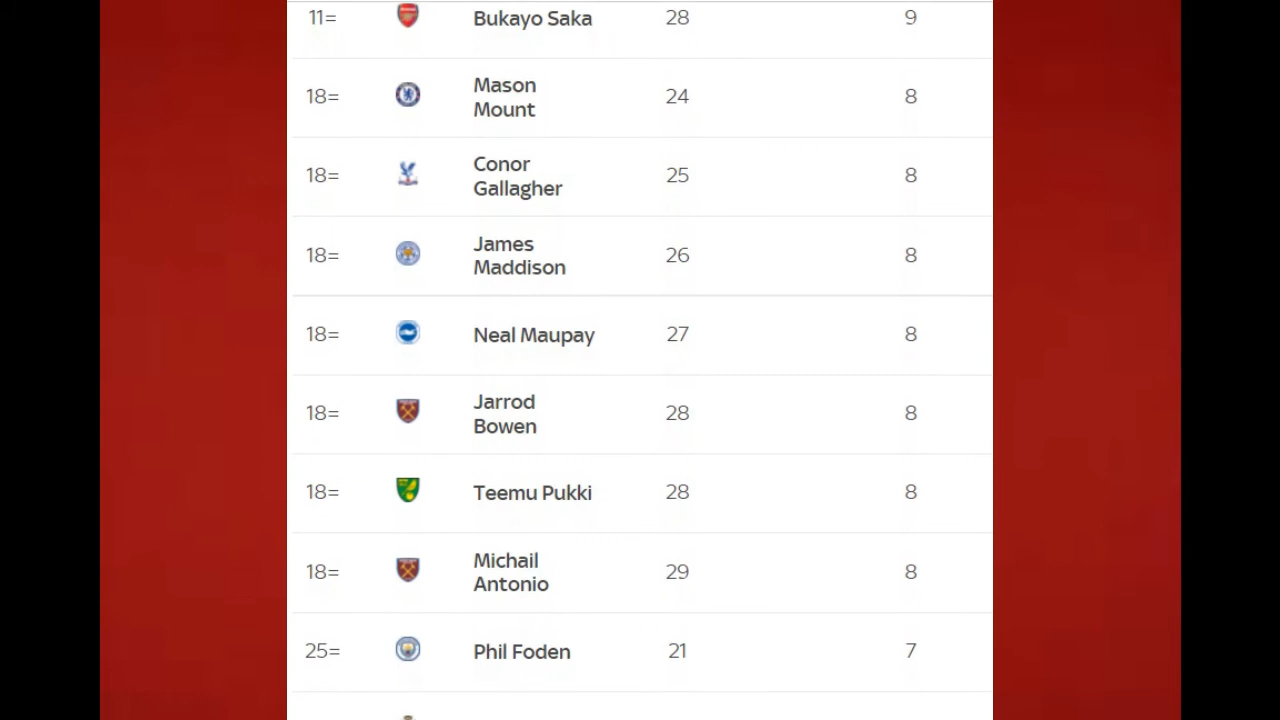 11= Bukayo Saka 28 9
18= Mason Mount 24 8
18= Conor Gallagher 25 8
18= James Maddison 26 8
18= Neal Maupay 27 8
18= Jarrod Bowen 28 8
18= Teemu Pukki 28 8
18= Michail Antonio 29 8
25= Phil Foden 21 7